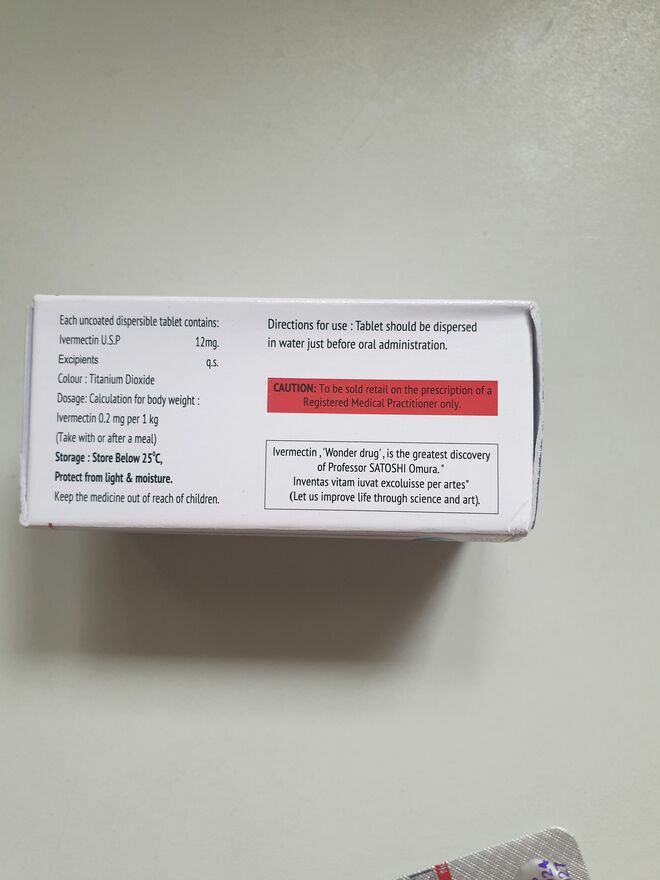 Each uncoated dispersible tablet contains:
Ivermectin U.S.P 12mg.
Excipients q.s.
Colour : Titanium Dioxide
Dosage: Calculation for body weight :
Ivermectin 0.2 mg per 1 kg
(Take with or after a meal)
Storage : Store Below 25°C,
Protect from light & moisture.
Keep the medicine out of reach of children.
Directions for use : Tablet should be dispersed
in water just before oral administration.
CAUTION: To be sold retail on the prescription of a
Registered Medical Practitioner only.
Ivermectin ,'Wonder drug', is the greatest discovery
of Professor SATOSHI Omura."
Inventas vitam iuvat excoluisse per artes"
(Let us improve life through science and art).